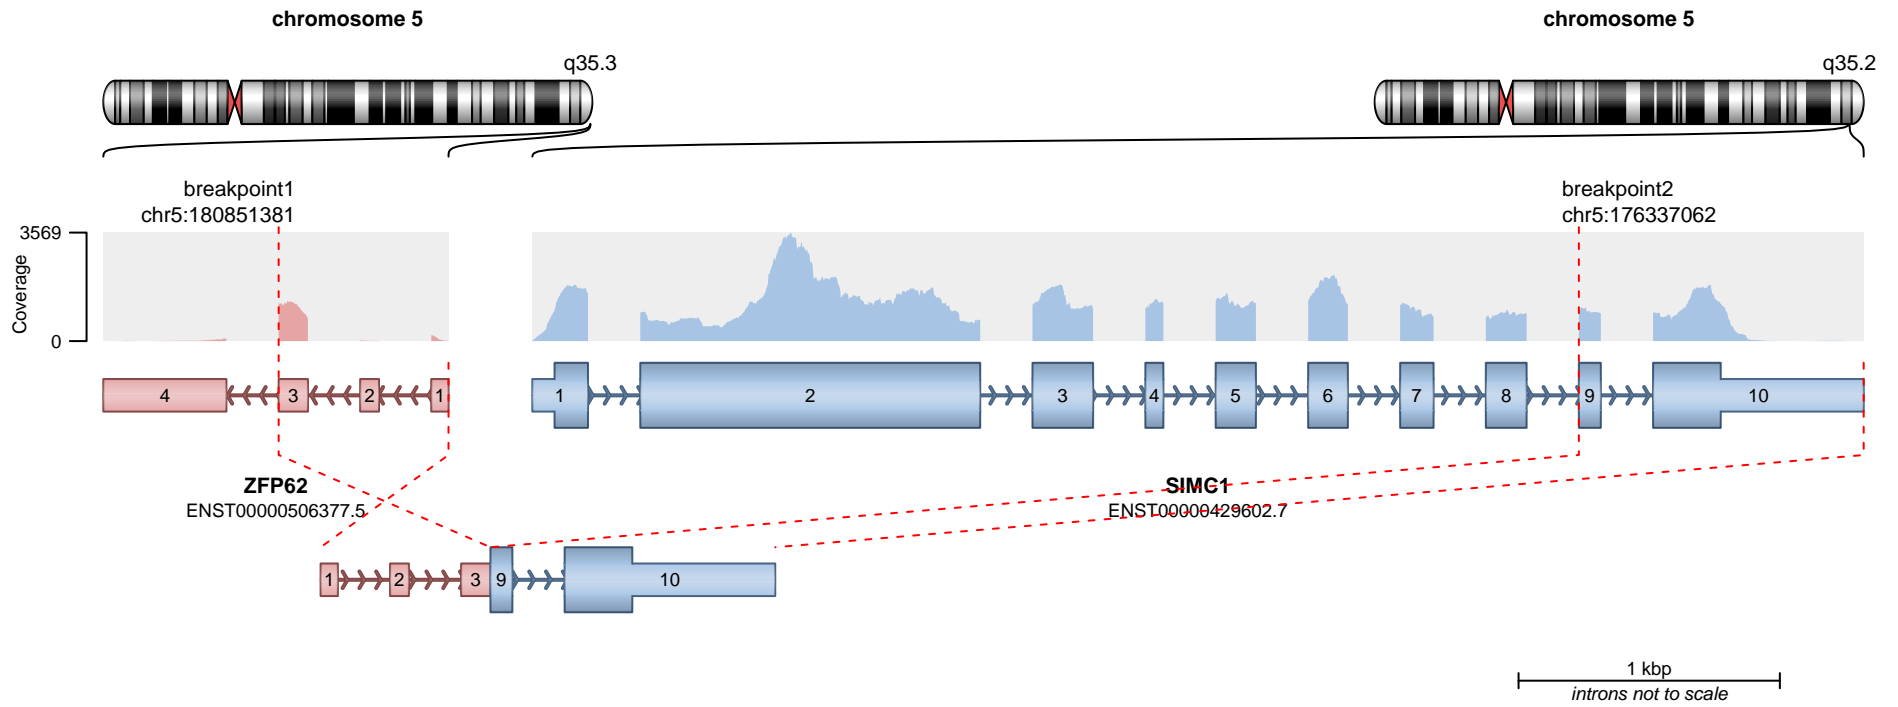 chromosome 5
chromosome 5
q35.3
q35.2
breakpoint1
chr5:180851381
breakpoint2
chr5:176337062
3569
0
Coverage
4 3 2 1
1 2 3 4 5 6 7 8 9 10
ZFP62
ENST00000506377.5
SIMC1
ENST00000429602.7
1 2 3 9 10
1 kbp
introns not to scale